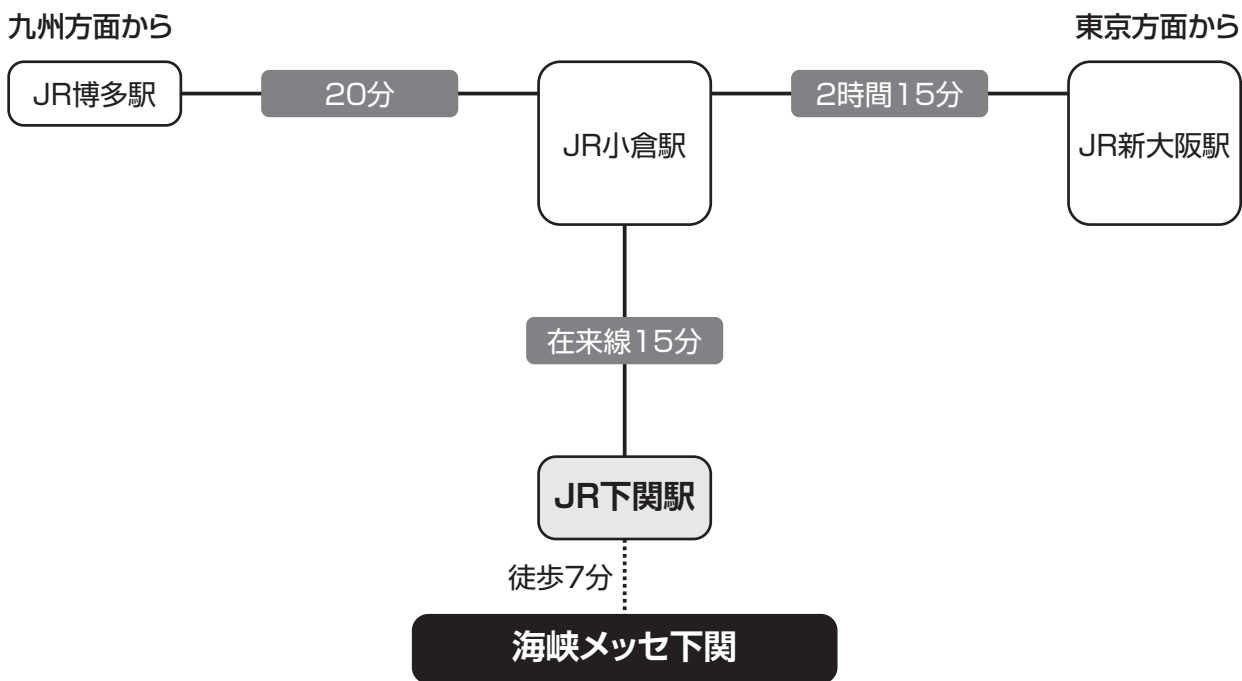 九州方面から
東京方面から
JR博多駅
20分
JR小倉駅
2時間15分
JR新大阪駅
在来線15分
JR下関駅
徒歩7分
海峡メッセ下関